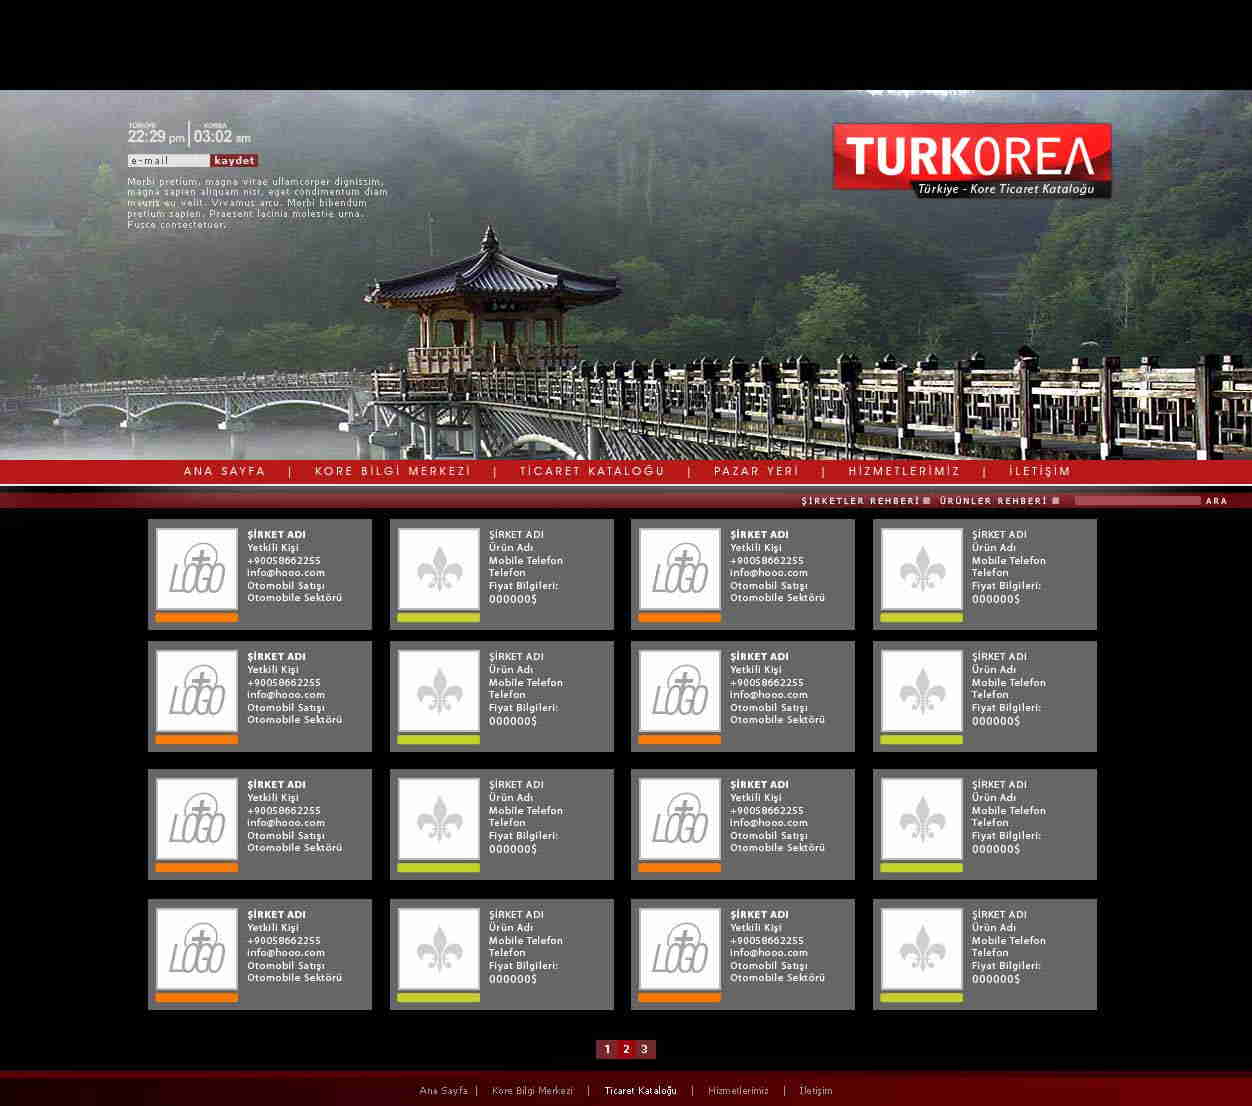 TÜRKİYE KOREA
22:29 pm 03:02 am
e-mail kaydet
Morbi pretium, magna vitae ullamcorper dignissim,
magna sapien aliquam nisi, eget condimentum diam
mauris eu velit. Vivamus arcu. Morbi bibendum
pretium sapien. Praesent lacinia molestie urna.
Fusce consectetuer.
TURKOREA
Türkiye - Kore Ticaret Kataloğu
ANA SAYFA | KORE BİLGİ MERKEZİ | TİCARET KATALOĞU | PAZAR YERİ | HİZMETLERİMİZ | İLETİŞİM
ŞİRKETLER REHBERİ ÜRÜNLER REHBERİ ARA
LOGO
ŞİRKET ADI
Yetkili Kişi
+90058662255
info@hooo.com
Otomobil Satışı
Otomobile Sektörü
ŞİRKET ADI
Ürün Adı
Mobile Telefon
Telefon
Fiyat Bilgileri:
000000$
LOGO
ŞİRKET ADI
Yetkili Kişi
+90058662255
info@hooo.com
Otomobil Satışı
Otomobile Sektörü
ŞİRKET ADI
Ürün Adı
Mobile Telefon
Telefon
Fiyat Bilgileri:
000000$
LOGO
ŞİRKET ADI
Yetkili Kişi
+90058662255
info@hooo.com
Otomobil Satışı
Otomobile Sektörü
ŞİRKET ADI
Ürün Adı
Mobile Telefon
Telefon
Fiyat Bilgileri:
000000$
LOGO
ŞİRKET ADI
Yetkili Kişi
+90058662255
info@hooo.com
Otomobil Satışı
Otomobile Sektörü
ŞİRKET ADI
Ürün Adı
Mobile Telefon
Telefon
Fiyat Bilgileri:
000000$
LOGO
ŞİRKET ADI
Yetkili Kişi
+90058662255
info@hooo.com
Otomobil Satışı
Otomobile Sektörü
ŞİRKET ADI
Ürün Adı
Mobile Telefon
Telefon
Fiyat Bilgileri:
000000$
LOGO
ŞİRKET ADI
Yetkili Kişi
+90058662255
info@hooo.com
Otomobil Satışı
Otomobile Sektörü
ŞİRKET ADI
Ürün Adı
Mobile Telefon
Telefon
Fiyat Bilgileri:
000000$
LOGO
ŞİRKET ADI
Yetkili Kişi
+90058662255
info@hooo.com
Otomobil Satışı
Otomobile Sektörü
ŞİRKET ADI
Ürün Adı
Mobile Telefon
Telefon
Fiyat Bilgileri:
000000$
LOGO
ŞİRKET ADI
Yetkili Kişi
+90058662255
info@hooo.com
Otomobil Satışı
Otomobile Sektörü
ŞİRKET ADI
Ürün Adı
Mobile Telefon
Telefon
Fiyat Bilgileri:
000000$
1 2 3
Ana Sayfa | Kore Bilgi Merkezi | Ticaret Kataloğu | Hizmetlerimiz | İletişim